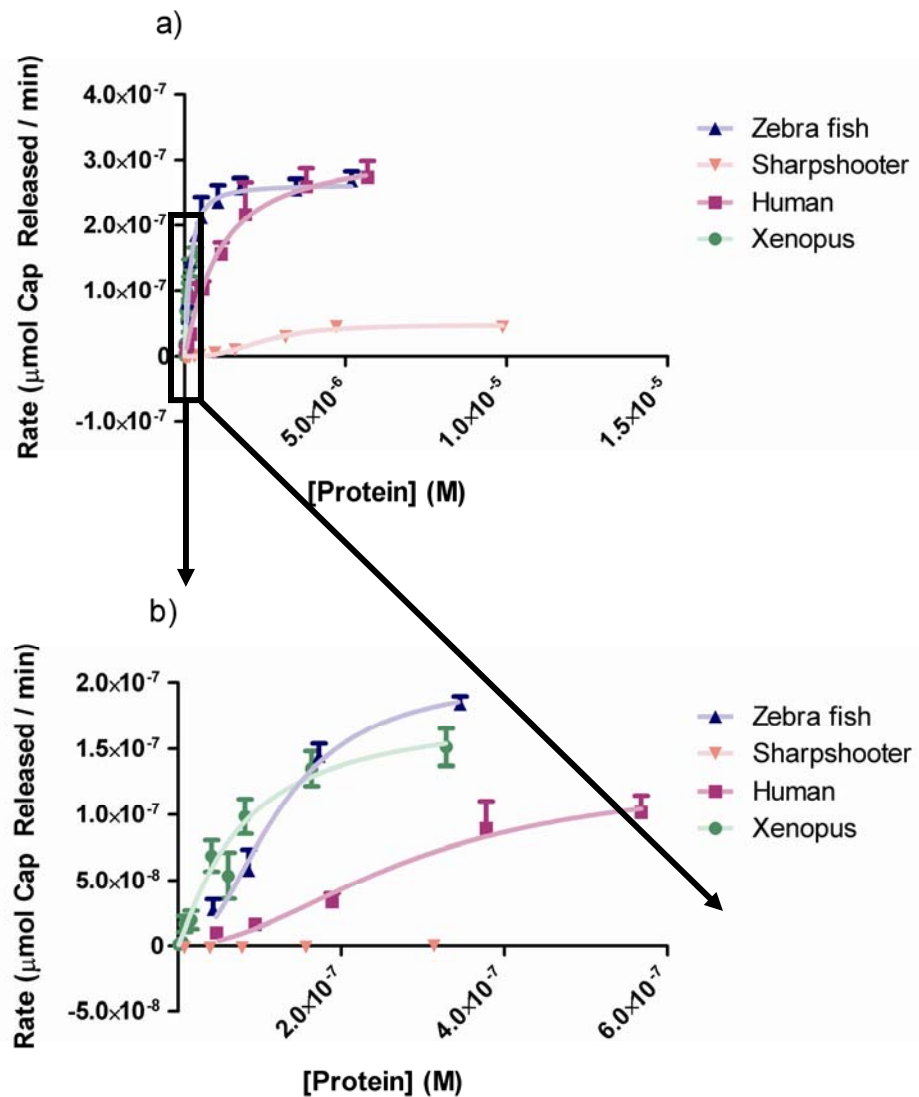 a)
Rate (μmol Cap Released / min)
4.0×10⁻⁷
3.0×10⁻⁷
2.0×10⁻⁷
1.0×10⁻⁷
0
-1.0×10⁻⁷
5.0×10⁻⁶
1.0×10⁻⁵
1.5×10⁻⁵
[Protein] (M)
Zebra fish
Sharpshooter
Human
Xenopus
b)
Rate (μmol Cap Released / min)
2.0×10⁻⁷
1.5×10⁻⁷
1.0×10⁻⁷
5.0×10⁻⁸
0
-5.0×10⁻⁸
2.0×10⁻⁷
4.0×10⁻⁷
6.0×10⁻⁷
[Protein] (M)
Zebra fish
Sharpshooter
Human
Xenopus